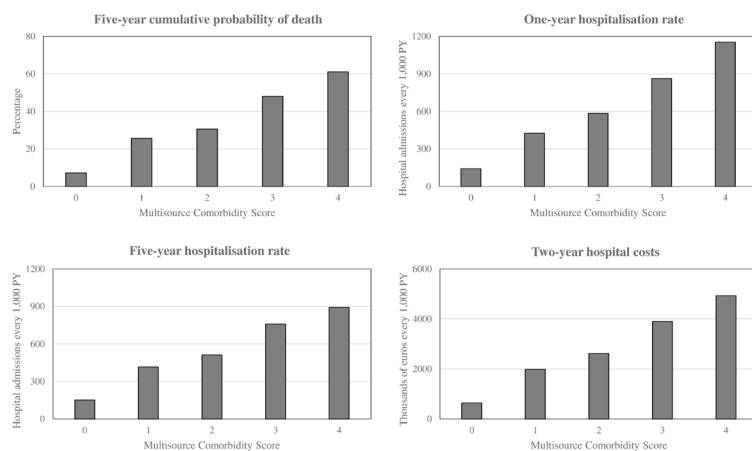 Five-year cumulative probability of death
Percentage
80
60
40
20
0
0 1 2 3 4
Multisource Comorbidity Score
One-year hospitalisation rate
Hospital admissions every 1,000 PY
1200
900
600
300
0
0 1 2 3 4
Multisource Comorbidity Score
Five-year hospitalisation rate
Hospital admissions every 1,000 PY
1200
900
600
300
0
0 1 2 3 4
Multisource Comorbidity Score
Two-year hospital costs
Thousands of euros every 1,000 PY
6000
4000
2000
0
0 1 2 3 4
Multisource Comorbidity Score